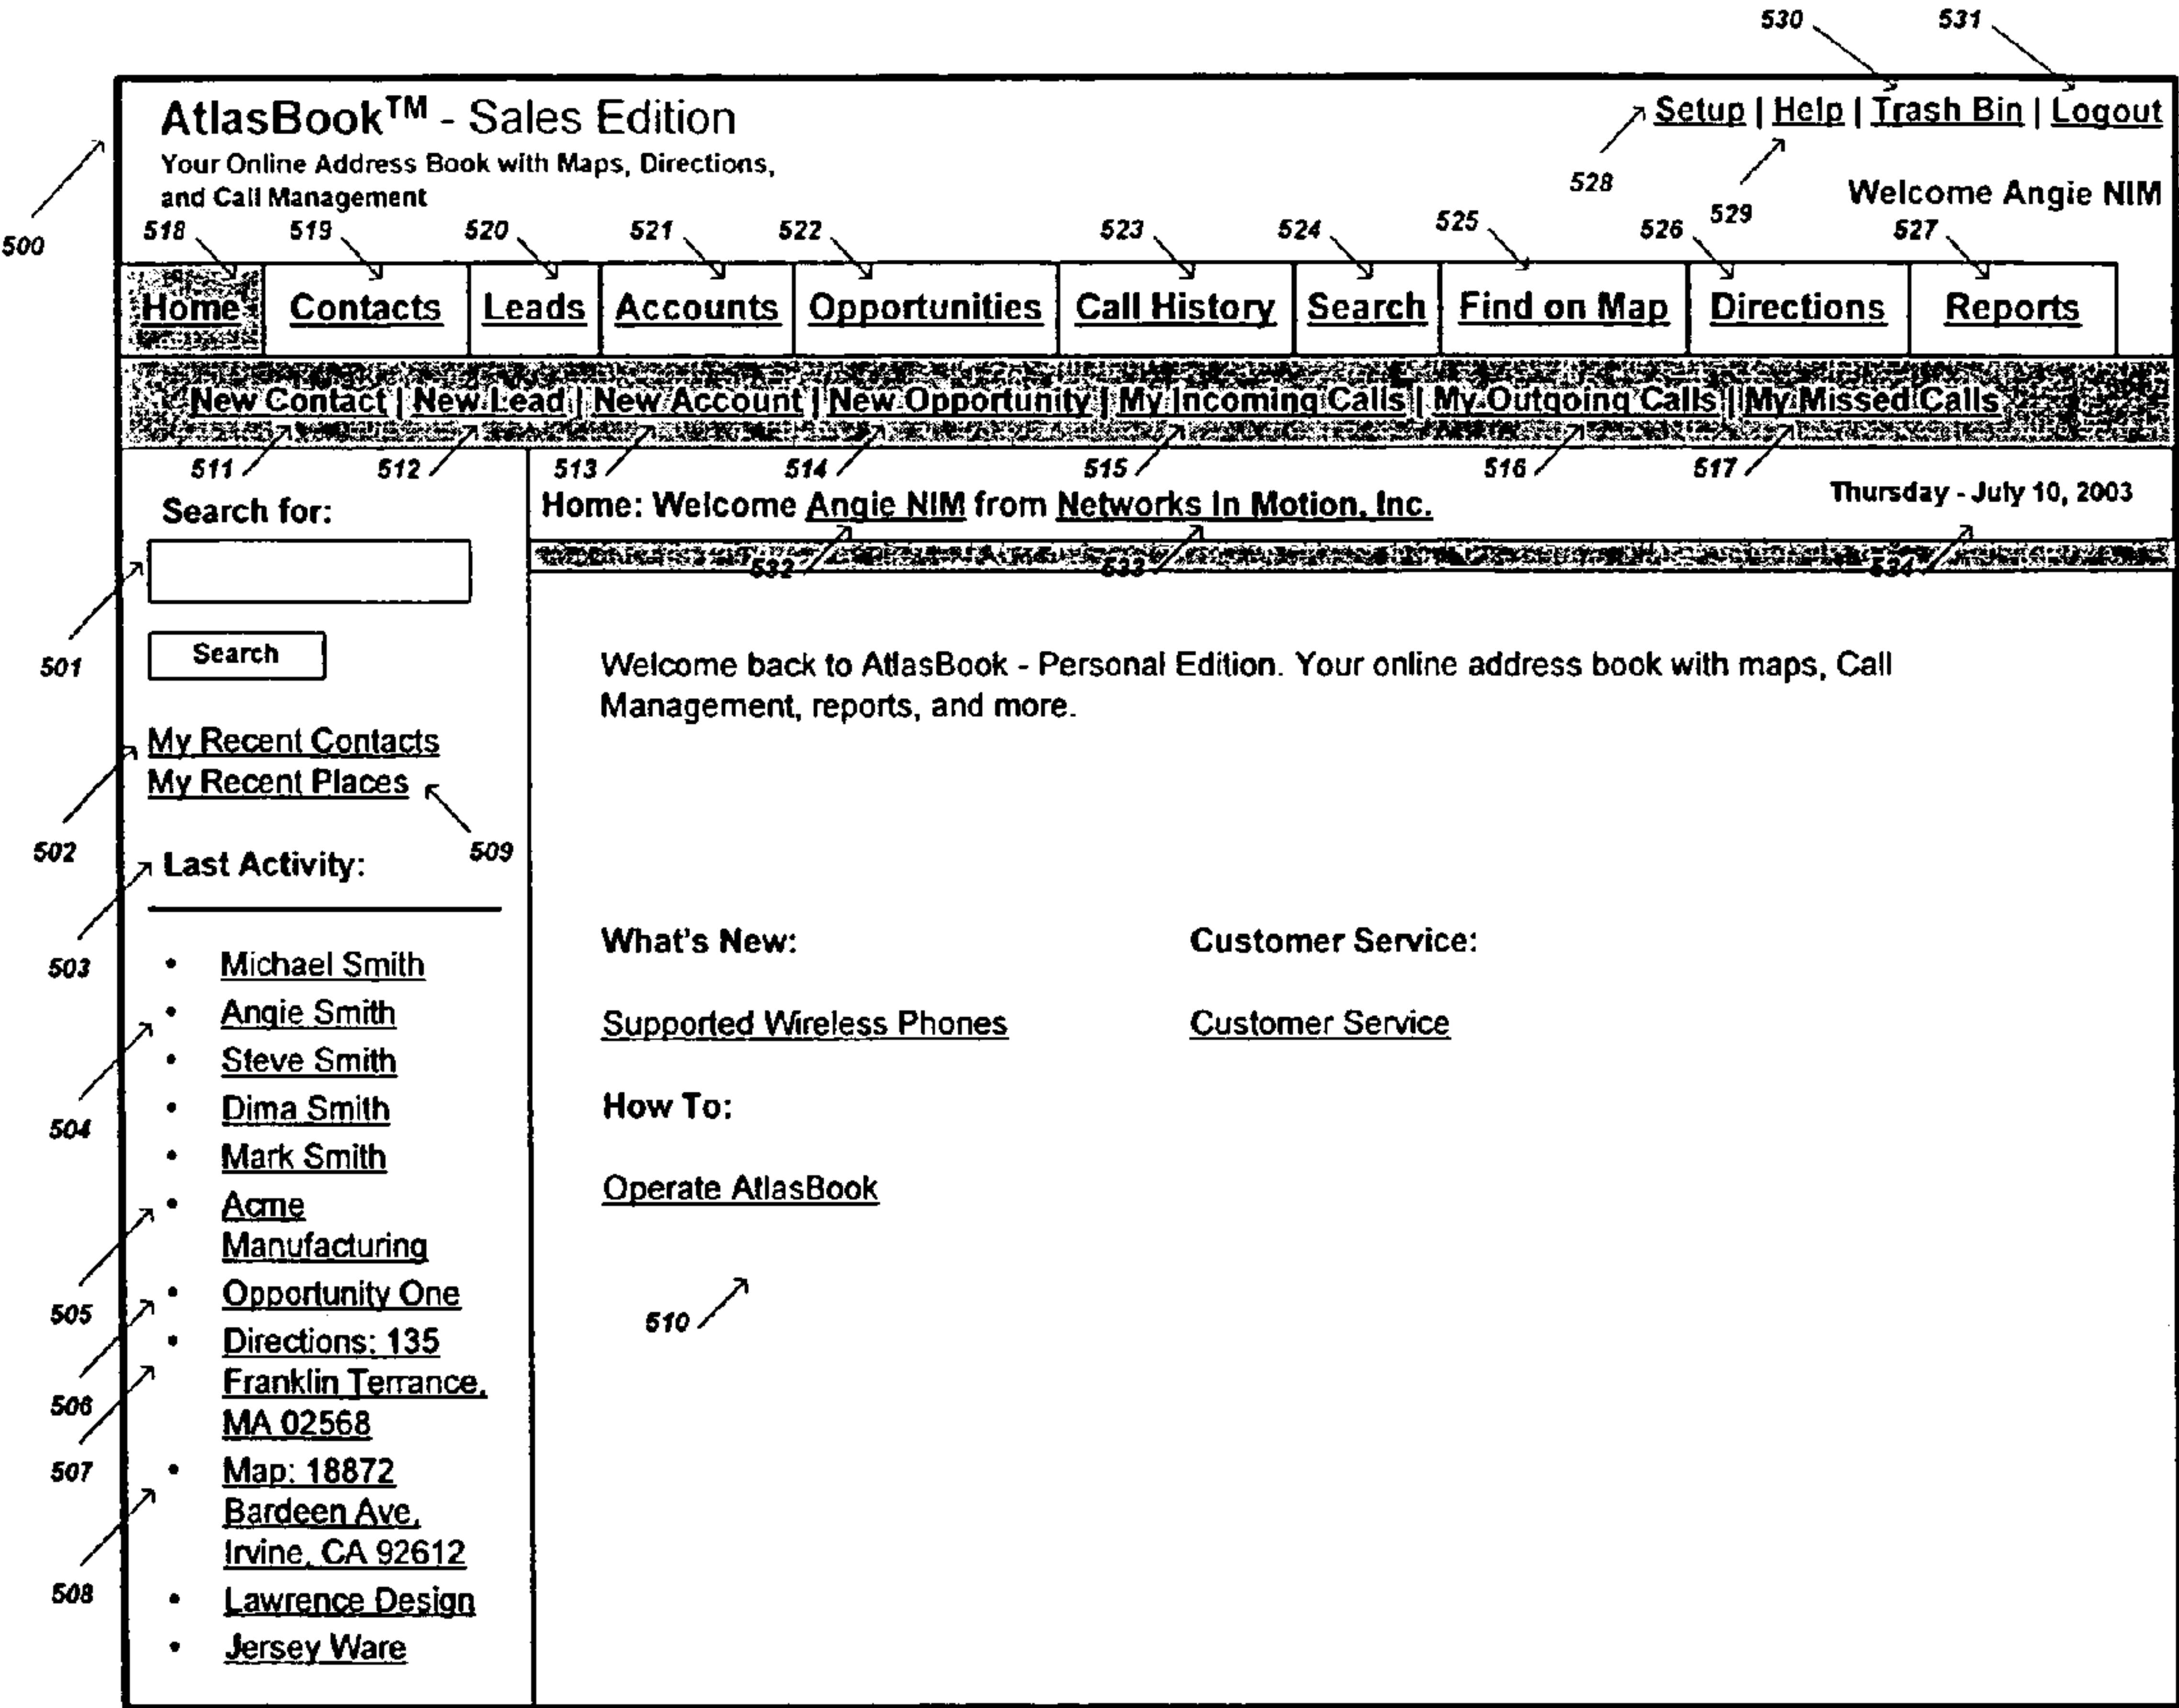 530 531
AtlasBook™ - Sales Edition
Setup | Help | Trash Bin | Logout
Your Online Address Book with Maps, Directions,
and Call Management
528
529
Welcome Angie NIM
500
518 519 520 521 522 523 524 525 526 527
Home Contacts Leads Accounts Opportunities Call History Search Find on Map Directions Reports
New Contact | New Lead | New Account | New Opportunity | My Incoming Calls | My Outgoing Calls | My Missed Calls
511 512 513 514 515 516 517
Search for:
Home: Welcome Angie NIM from Networks In Motion, Inc.
Thursday - July 10, 2003
532 533 534
501
Search
Welcome back to AtlasBook - Personal Edition. Your online address book with maps, Call
Management, reports, and more.
My Recent Contacts
My Recent Places
502
509
Last Activity:
503
What's New:
Customer Service:
• Michael Smith
• Angie Smith
Supported Wireless Phones
Customer Service
• Steve Smith
504
• Dima Smith
How To:
• Mark Smith
Operate AtlasBook
• Acme
Manufacturing
505
• Opportunity One
510
506
• Directions: 135
Franklin Terrance,
MA 02568
507
• Map: 18872
Bardeen Ave,
Irvine, CA 92612
508
• Lawrence Design
• Jersey Ware